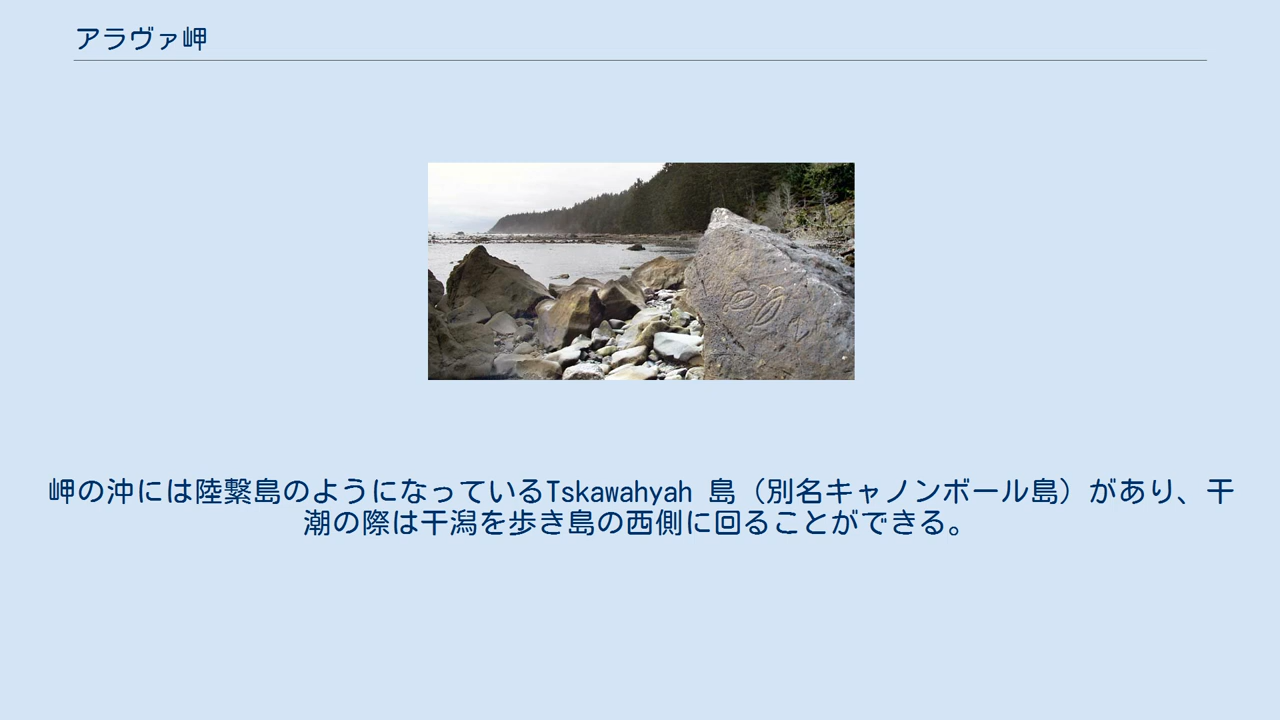 アラヴァ岬
岬の沖には陸繋島のようになっているTskawahyah 島（別名キャノンボール島）があり、干
潮の際は干潟を歩き島の西側に回ることができる。